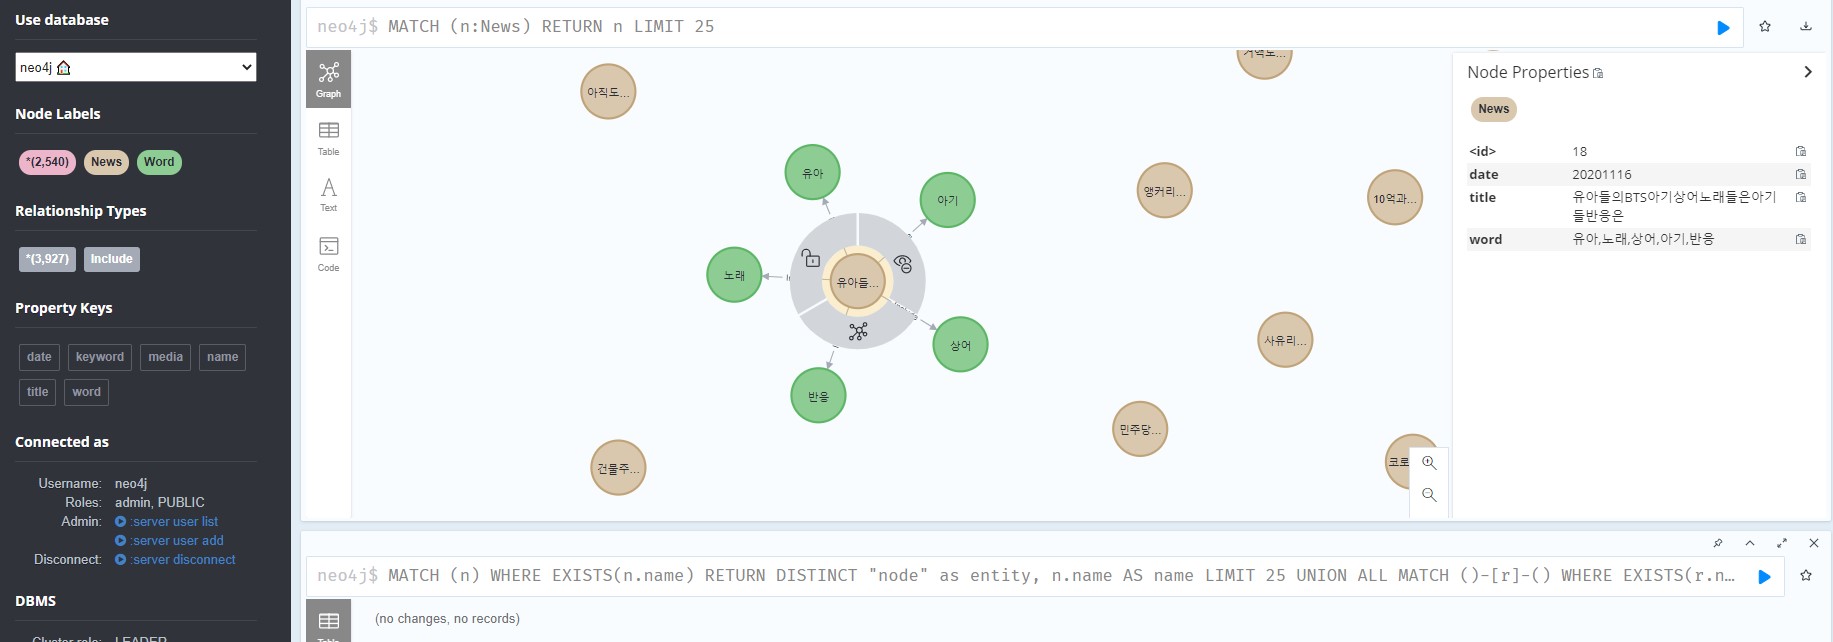 Use database
neo4j
Node Labels
*(2,540) News Word
Relationship Types
*(3,927) Include
Property Keys
date keyword media name
title word
Connected as
Username: neo4j
Roles: admin, PUBLIC
Admin: :server user list
:server user add
Disconnect: :server disconnect
DBMS
Cluster role: LEADER
neo4j$ MATCH (n:News) RETURN n LIMIT 25
Graph
Table
Text
Code
아직도...
유아
아기
노래
유아들...
상어
반응
건물주...
앵커리...
10억과...
사유리...
민주당...
Node Properties
News
<id> 18
date 20201116
title 유아들의BTS아기상어노래들은아기
들반응은
word 유아,노래,상어,아기,반응
neo4j$ MATCH (n) WHERE EXISTS(n.name) RETURN DISTINCT "node" as entity, n.name AS name LIMIT 25 UNION ALL MATCH ()-[r]-() WHERE EXISTS(r.n...
Table
(no changes, no records)